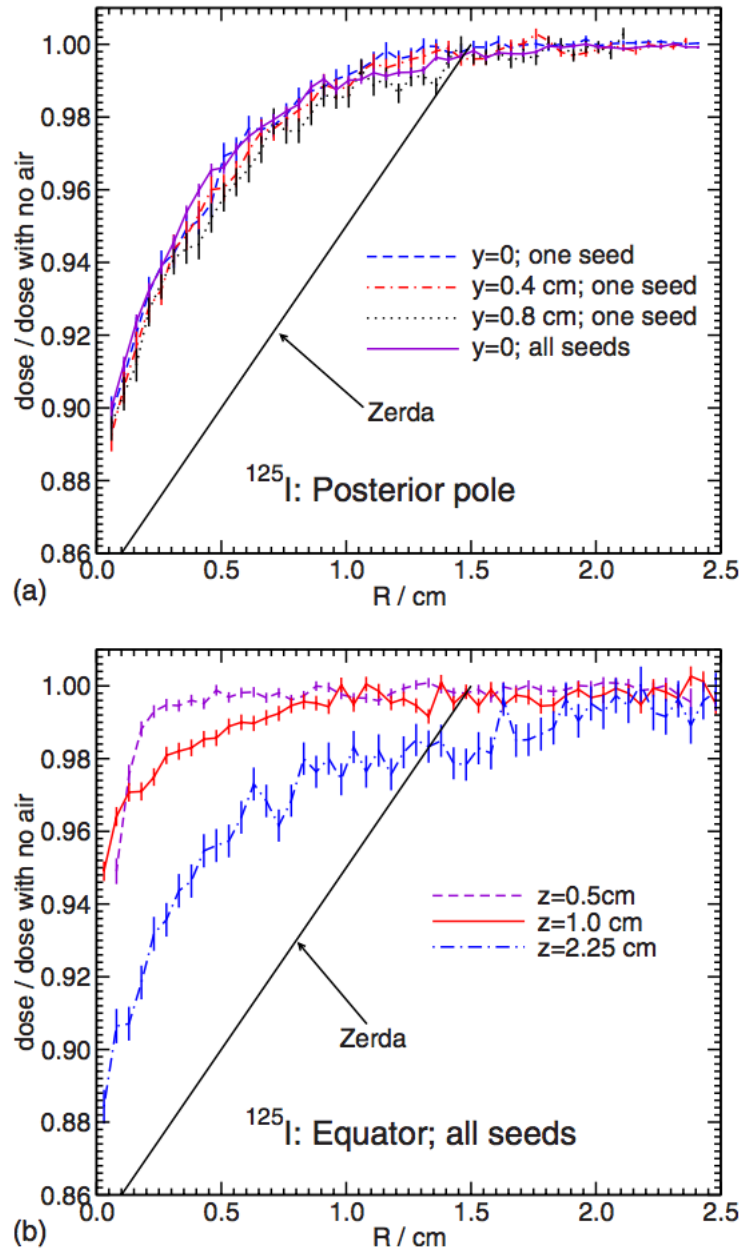 1.00
0.98
0.96
0.94
0.92
0.90
0.88
0.86
dose / dose with no air
y=0; one seed
y=0.4 cm; one seed
y=0.8 cm; one seed
y=0; all seeds
Zerda
¹²⁵I: Posterior pole
0.0 0.5 1.0 1.5 2.0 2.5
(a)
R / cm
1.00
0.98
0.96
0.94
0.92
0.90
0.88
0.86
dose / dose with no air
z=0.5cm
z=1.0 cm
z=2.25 cm
Zerda
¹²⁵I: Equator; all seeds
0.0 0.5 1.0 1.5 2.0 2.5
(b)
R / cm